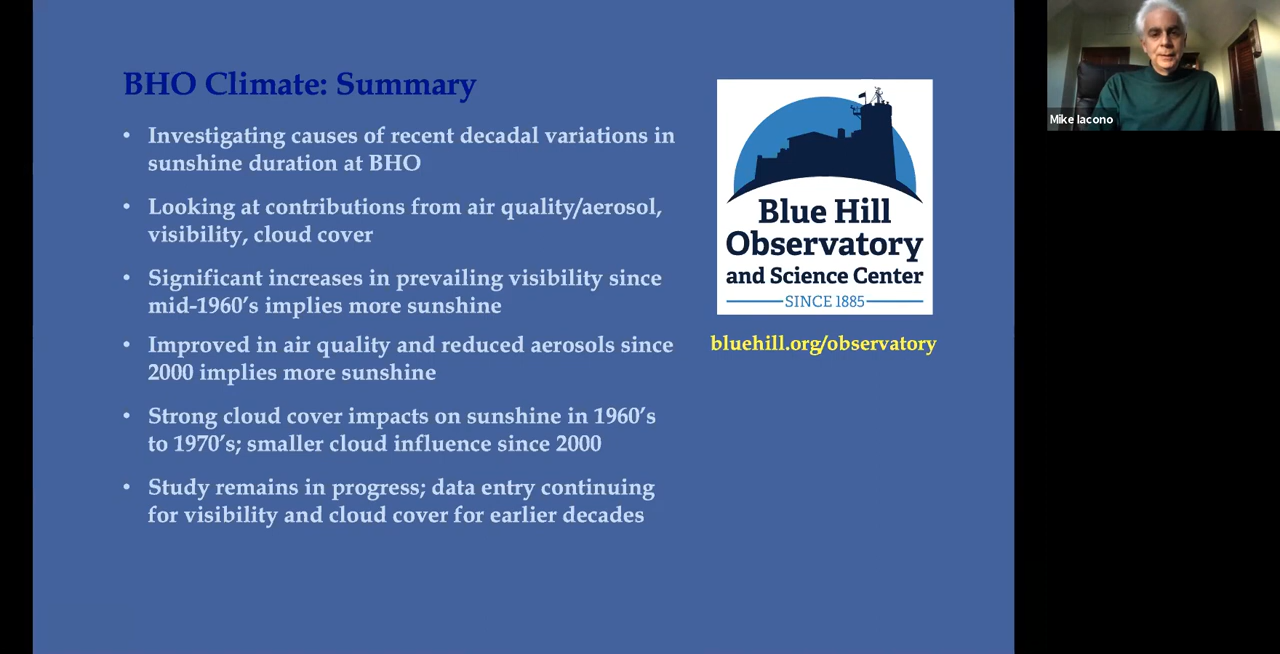 BHO Climate: Summary
• Investigating causes of recent decadal variations in
sunshine duration at BHO
• Looking at contributions from air quality/aerosol,
visibility, cloud cover
• Significant increases in prevailing visibility since
mid-1960’s implies more sunshine
• Improved in air quality and reduced aerosols since
2000 implies more sunshine
• Strong cloud cover impacts on sunshine in 1960’s
to 1970’s; smaller cloud influence since 2000
• Study remains in progress; data entry continuing
for visibility and cloud cover for earlier decades
Blue Hill
Observatory
and Science Center
SINCE 1885
bluehill.org/observatory
Mike Iacono